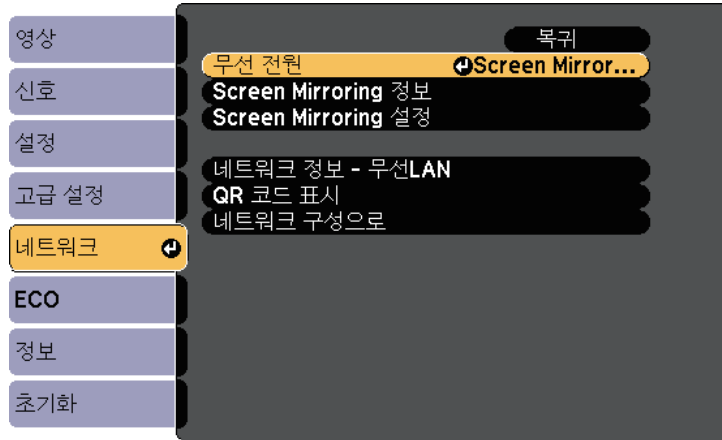 영상
신호
설정
고급 설정
네트워크
ECO
정보
초기화
복귀
무선 전원 Screen Mirror...
Screen Mirroring 정보
Screen Mirroring 설정
네트워크 정보 - 무선LAN
QR 코드 표시
네트워크 구성으로